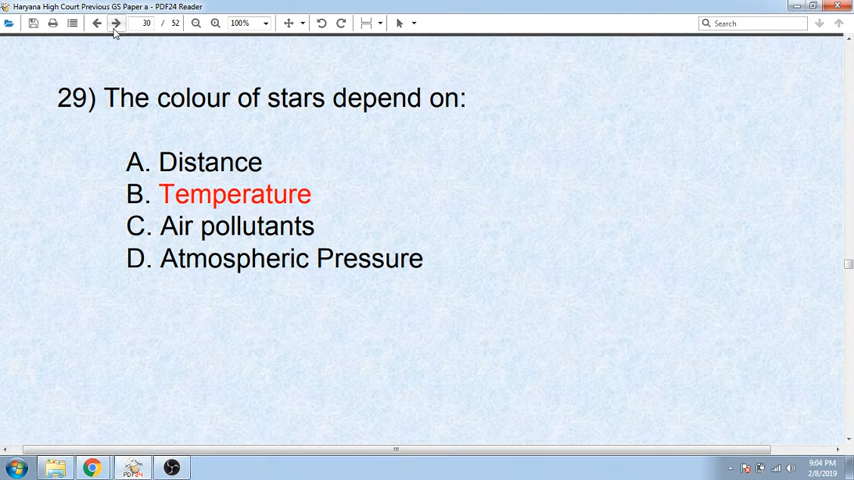 Haryana High Court Previous GS Paper a - PDF24 Reader
30 / 52
100%
Search
29) The colour of stars depend on:
A. Distance
B. Temperature
C. Air pollutants
D. Atmospheric Pressure
PDF24
9:04 PM
2/8/2019